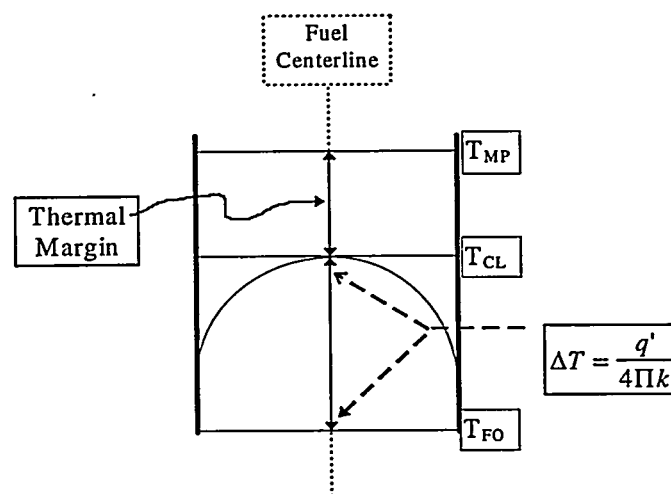 Fuel
Centerline
T_MP
Thermal
Margin
T_CL
ΔT = q' / 4Πk
T_FO